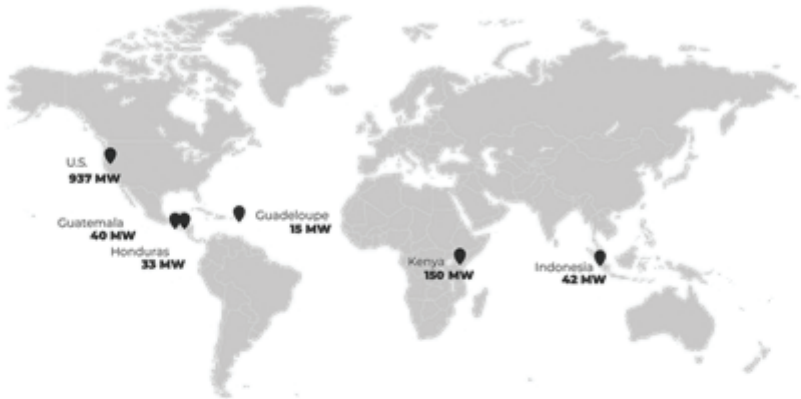 U.S.
937 MW
Guatemala
40 MW
Honduras
33 MW
Guadeloupe
15 MW
Kenya
150 MW
Indonesia
42 MW